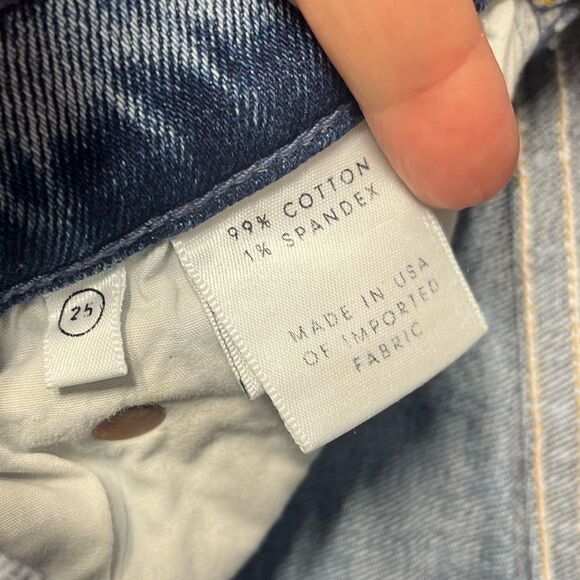 99% COTTON
1% SPANDEX
MADE IN USA
OF IMPORTED
FABRIC
25